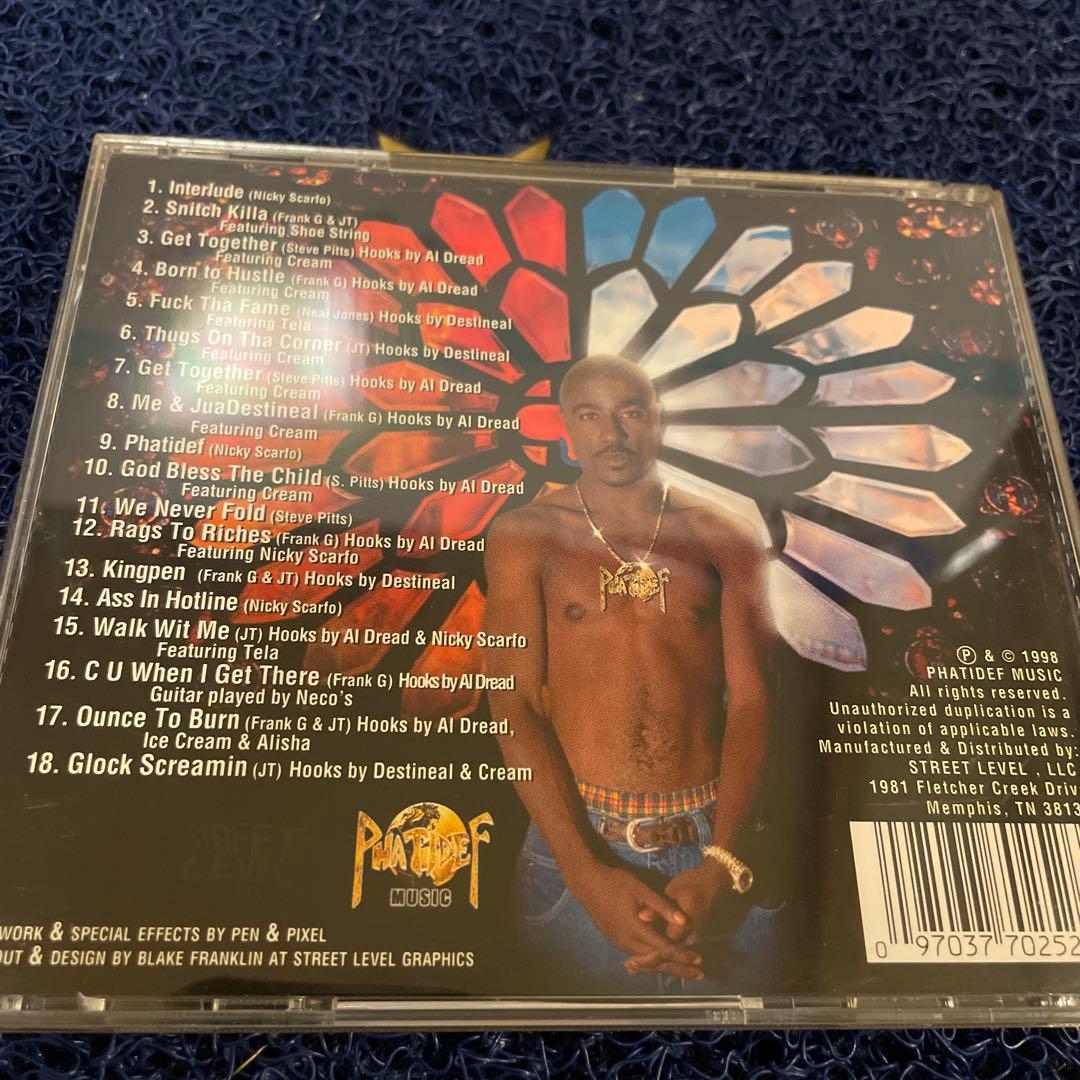 1. Interlude (Nicky Scarfo)
2. Snitch Killa (Frank G & JT)
Featuring Shoe String
3. Get Together (Steve Pitts) Hooks by Al Dread
Featuring Cream
4. Born to Hustle (Frank G) Hooks by Al Dread
Featuring Cream
5. Fuck Tha Fame (Neal Jones) Hooks by Destineal
Featuring Tela
6. Thugs On Tha Corner (JT) Hooks by Destineal
Featuring Cream
7. Get Together (Steve Pitts) Hooks by Al Dread
Featuring Cream
8. Me & JuaDestineal (Frank G) Hooks by Al Dread
Featuring Cream
9. Phatidef (Nicky Scarfo)
10. God Bless The Child (S. Pitts) Hooks by Al Dread
Featuring Cream
11. We Never Fold (Steve Pitts)
12. Rags To Riches (Frank G) Hooks by Al Dread
Featuring Nicky Scarfo
13. Kingpen (Frank G & JT) Hooks by Destineal
14. Ass In Hotline (Nicky Scarfo)
15. Walk Wit Me (JT) Hooks by Al Dread & Nicky Scarfo
Featuring Tela
16. C U When I Get There (Frank G) Hooks by Al Dread
Guitar played by Neco's
17. Ounce To Burn (Frank G & JT) Hooks by Al Dread,
Ice Cream & Alisha
18. Glock Screamin (JT) Hooks by Destineal & Cream
PHATIDEF
PHATIDEF
MUSIC
STREET
LEVEL
WORK & SPECIAL EFFECTS BY PEN & PIXEL
OUT & DESIGN BY BLAKE FRANKLIN AT STREET LEVEL GRAPHICS
℗ & © 1998
PHATIDEF MUSIC
All rights reserved.
Unauthorized duplication is a
violation of applicable laws.
Manufactured & Distributed by:
STREET LEVEL , LLC
1981 Fletcher Creek Driv
Memphis, TN 3813
0 97037 70252